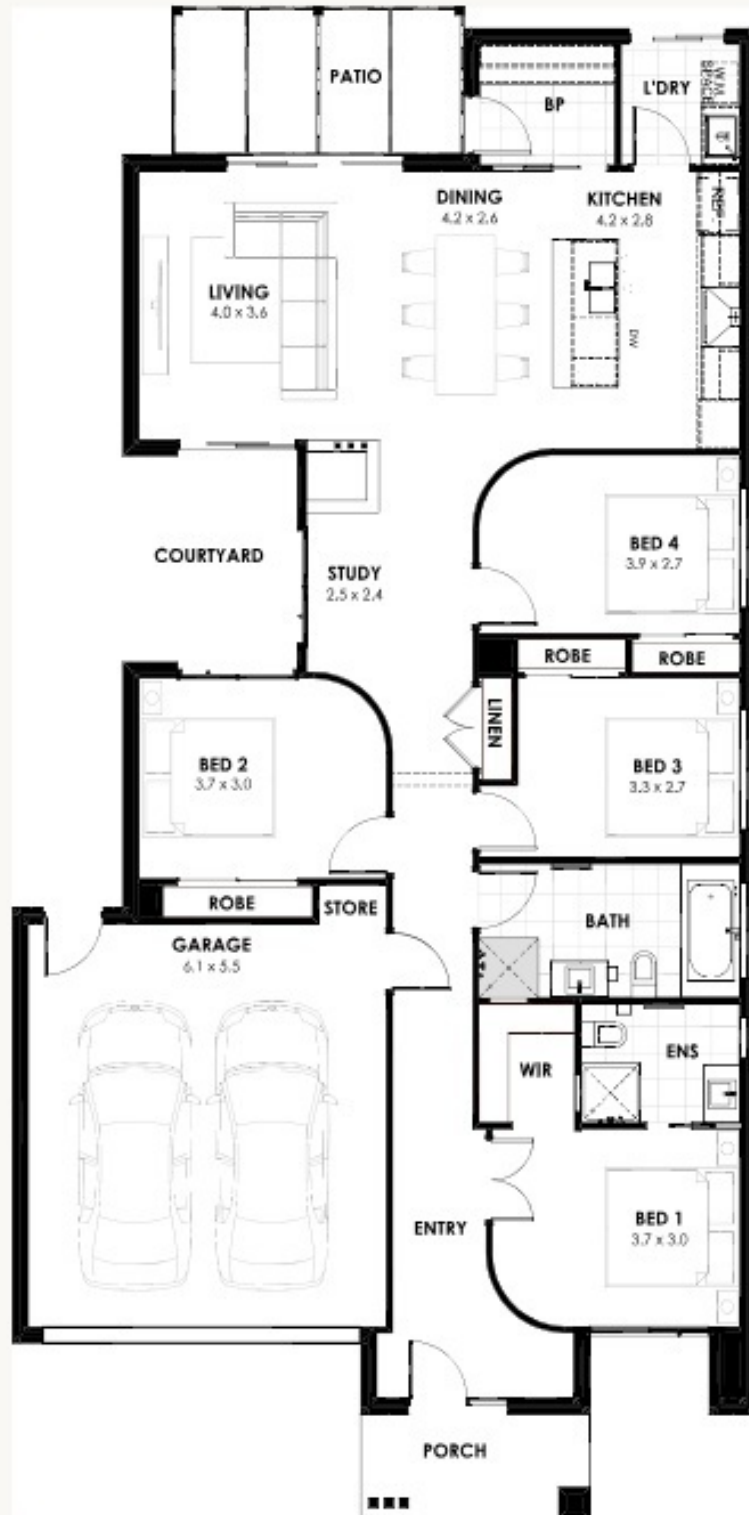 PATIO
BP
L'DRY
W.M
SPACE
DINING
4.2 x 2.6
KITCHEN
4.2 x 2.8
REF
LIVING
4.0 x 3.6
DW
COURTYARD
STUDY
2.5 x 2.4
BED 4
3.9 x 2.7
ROBE
ROBE
LINEN
BED 2
3.7 x 3.0
BED 3
3.3 x 2.7
ROBE
STORE
GARAGE
6.1 x 5.5
BATH
WIR
ENS
ENTRY
BED 1
3.7 x 3.0
PORCH